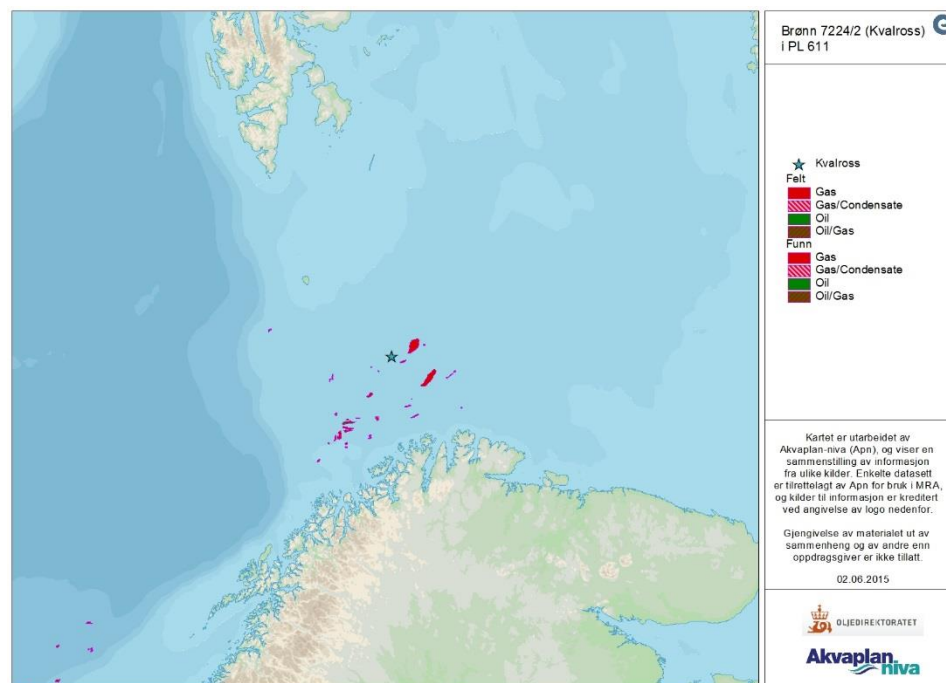 Brønn 7224/2 (Kvalross)
i PL 611
Kvalross
Felt
Gas
Gas/Condensate
Oil
Oil/Gas
Funn
Gas
Gas/Condensate
Oil
Oil/Gas
Kartet er utarbeidet av
Akvaplan-niva (Apn), og viser en
sammenstilling av informasjon
fra ulike kilder. Enkelte datasett
er tilrettelagt av Apn for bruk i MRA,
og kilder til informasjon er kreditert
ved angivelse av logo nedenfor.
Gjengivelse av materialet ut av
sammenheng og av andre enn
oppdragsgiver er ikke tillatt.
02.06.2015
OLJEDIREKTORATET
Akvaplan
niva